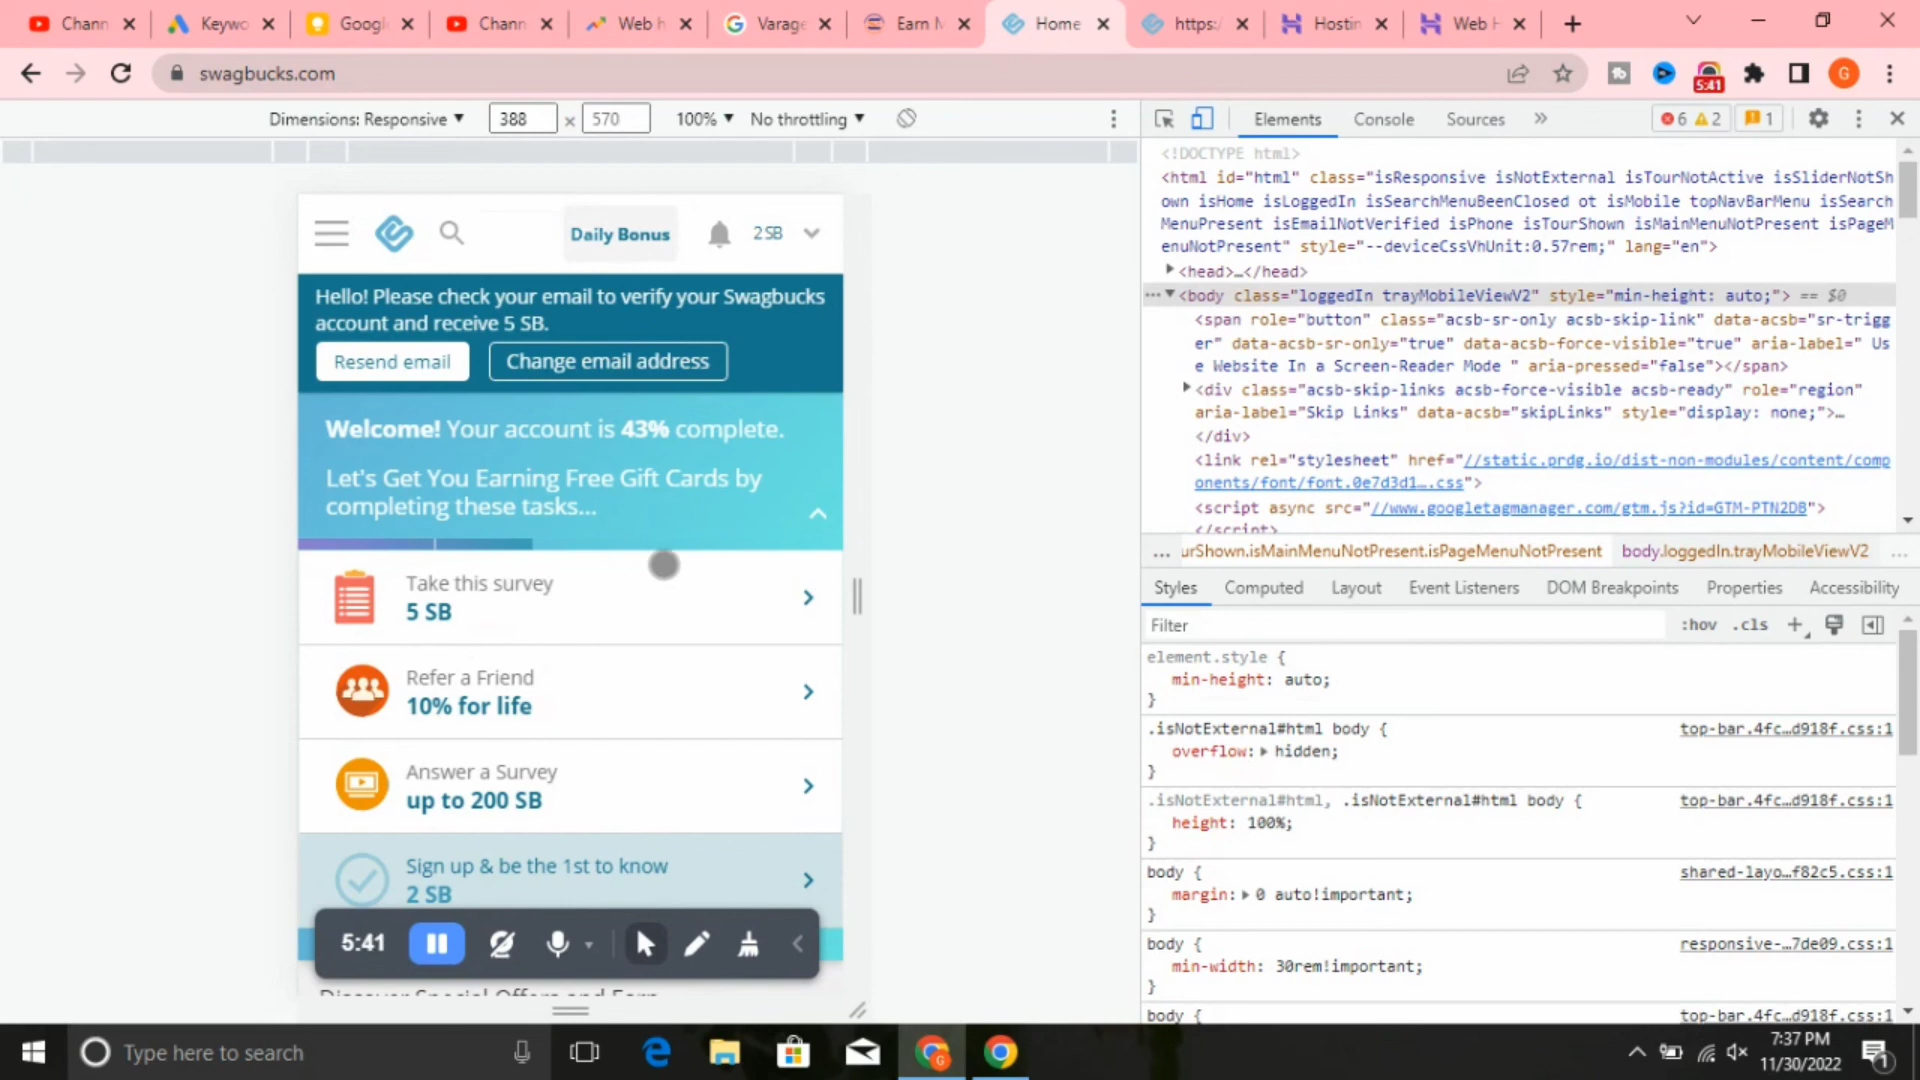 Chann
Keywo
Googl
Chann
Web h
Varage
Earn M
Home
https:/
Hostin
Web H
swagbucks.com
5:41
G
Dimensions: Responsive
388
×
570
100%
No throttling
Elements
Console
Sources
6
2
1
Daily Bonus
2 SB
Hello! Please check your email to verify your Swagbucks
account and receive 5 SB.
Resend email
Change email address
Welcome! Your account is 43% complete.
Let's Get You Earning Free Gift Cards by
completing these tasks...
Take this survey
5 SB
Refer a Friend
10% for life
Answer a Survey
up to 200 SB
Sign up & be the 1st to know
2 SB
5:41
Discover Special Offers and Earn
<!DOCTYPE html>
<html id="html" class="isResponsive isNotExternal isTourNotActive isSliderNotSh
own isHome isLoggedIn isSearchMenuBeenClosed ot isMobile topNavBarMenu isSearch
MenuPresent isEmailNotVerified isPhone isTourShown isMainMenuNotPresent isPageM
enuNotPresent" style="--deviceCssVhUnit:0.57rem;" lang="en">
<head>…</head>
<body class="loggedIn trayMobileViewV2" style="min-height: auto;"> == $0
<span role="button" class="acsb-sr-only acsb-skip-link" data-acsb="sr-trigg
er" data-acsb-sr-only="true" data-acsb-force-visible="true" aria-label=" Us
e Website In a Screen-Reader Mode " aria-pressed="false"></span>
<div class="acsb-skip-links acsb-force-visible acsb-ready" role="region"
aria-label="Skip Links" data-acsb="skipLinks" style="display: none;">…
</div>
<link rel="stylesheet" href="//static.prdg.io/dist-non-modules/content/comp
onents/font/font.0e7d3d1….css">
<script async src="//www.googletagmanager.com/gtm.js?id=GTM-PTN2DB">
</script>
... urShown.isMainMenuNotPresent.isPageMenuNotPresent body.loggedIn.trayMobileViewV2 ...
Styles
Computed
Layout
Event Listeners
DOM Breakpoints
Properties
Accessibility
Filter
:hov .cls +
element.style {
min-height: auto;
}
.isNotExternal#html body { top-bar.4fc…d918f.css:1
overflow: hidden;
}
.isNotExternal#html, .isNotExternal#html body { top-bar.4fc…d918f.css:1
height: 100%;
}
body { shared-layo…f82c5.css:1
margin: 0 auto!important;
}
body { responsive-…7de09.css:1
min-width: 30rem!important;
}
body { top-bar.4fc…d918f.css:1
Type here to search
G
7:37 PM
11/30/2022
1